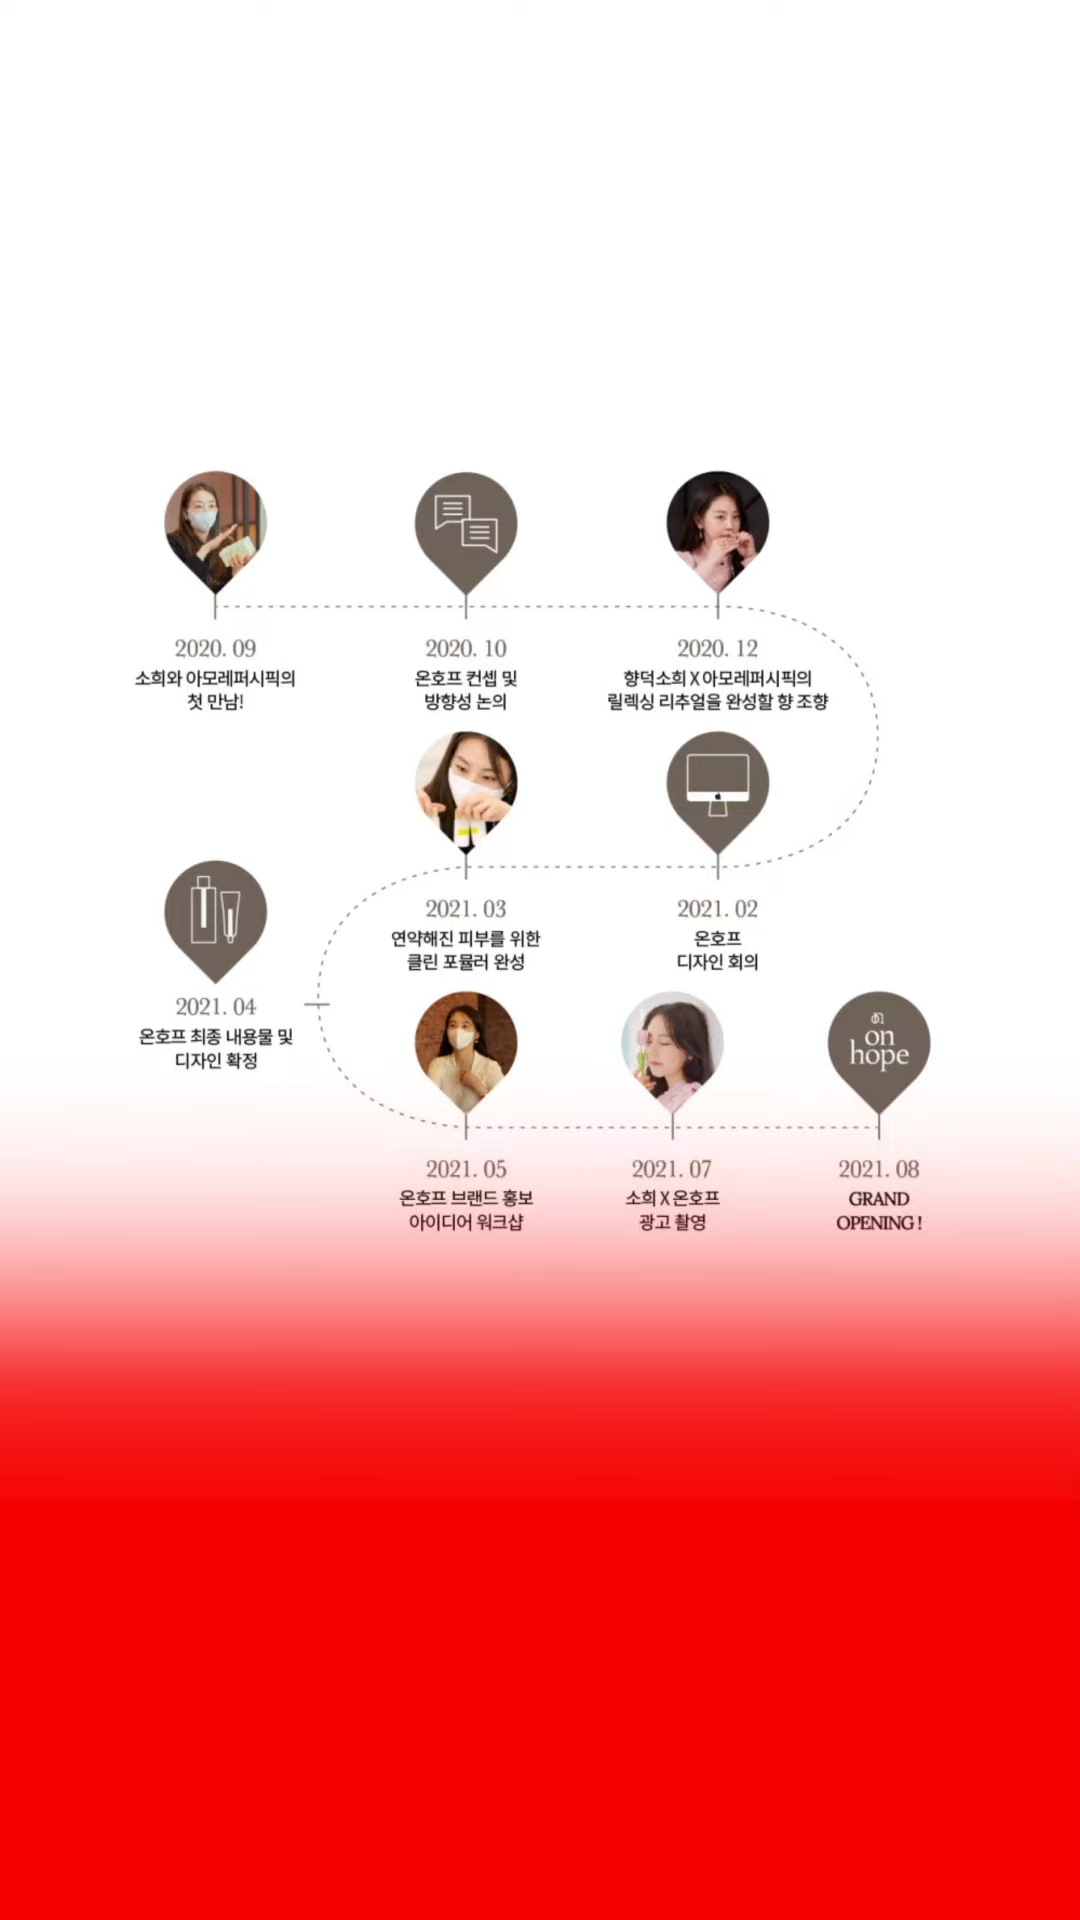 2020. 09
소희와 아모레퍼시픽의
첫 만남!
2020. 10
온호프 컨셉 및
방향성 논의
2020. 12
향덕소희 X 아모레퍼시픽의
릴렉싱 리추얼을 완성할 향 조향
2021. 02
온호프
디자인 회의
2021. 03
연약해진 피부를 위한
클린 포뮬러 완성
2021. 04
온호프 최종 내용물 및
디자인 확정
2021. 05
온호프 브랜드 홍보
아이디어 워크샵
2021. 07
소희 X 온호프
광고 촬영
on
hope
2021. 08
GRAND
OPENING !